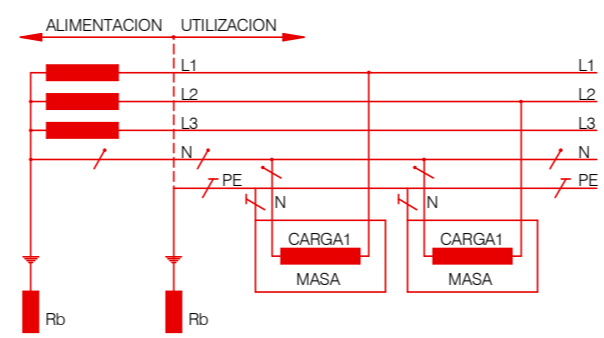 ALIMENTACION UTILIZACION
L1 L1
L2 L2
L3 L3
N N
PE PE
N N
CARGA1 CARGA1
MASA MASA
Rb Rb